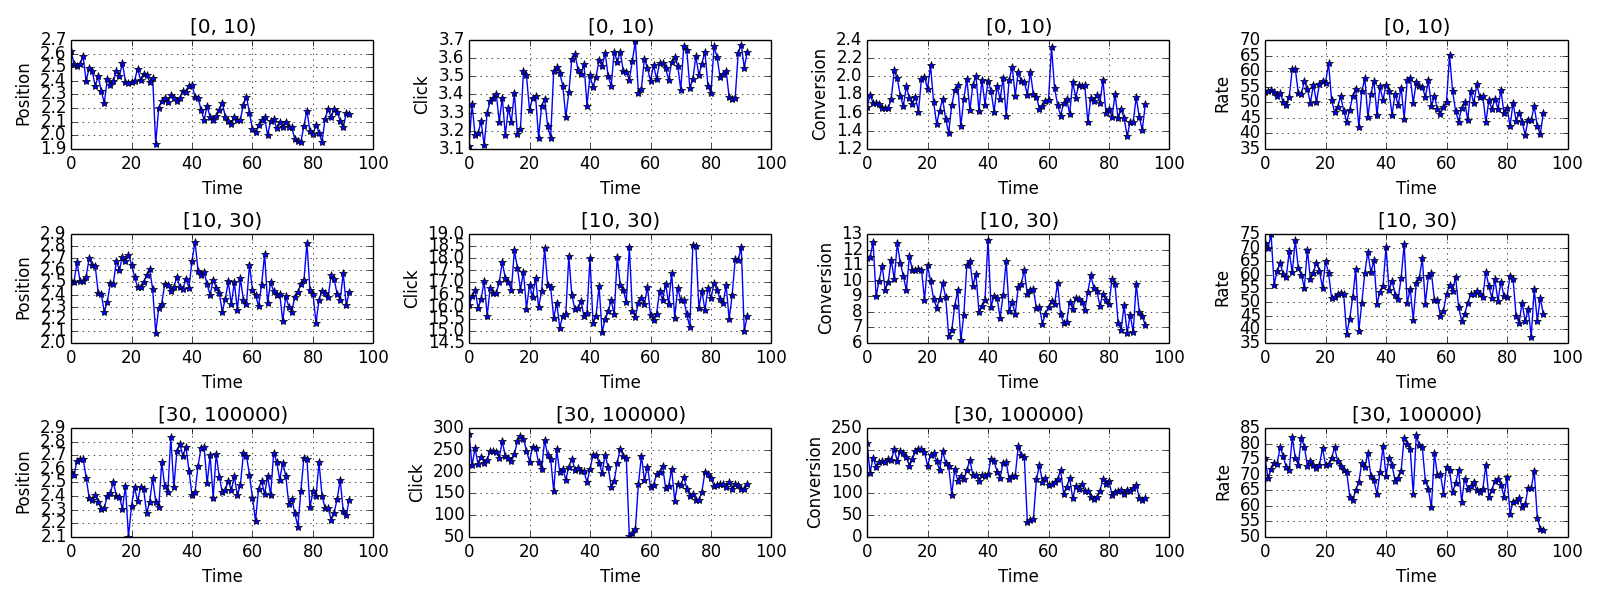 [0, 10) [0, 10) [0, 10) [0, 10)
Position 2.7 2.6 2.5 2.4 2.3 2.2 2.1 2.0 1.9
Click 3.7 3.6 3.5 3.4 3.3 3.2 3.1
Conversion 2.4 2.2 2.0 1.8 1.6 1.4 1.2
Rate 70 65 60 55 50 45 40 35
0 20 40 60 80 100 0 20 40 60 80 100 0 20 40 60 80 100 0 20 40 60 80 100
Time Time Time Time
[10, 30) [10, 30) [10, 30) [10, 30)
Position 2.9 2.8 2.7 2.6 2.5 2.4 2.3 2.2 2.1 2.0
Click 19.0 18.5 18.0 17.5 17.0 16.5 16.0 15.5 15.0 14.5
Conversion 13 12 11 10 9 8 7 6
Rate 75 70 65 60 55 50 45 40 35
0 20 40 60 80 100 0 20 40 60 80 100 0 20 40 60 80 100 0 20 40 60 80 100
Time Time Time Time
[30, 100000) [30, 100000) [30, 100000) [30, 100000)
Position 2.9 2.8 2.7 2.6 2.5 2.4 2.3 2.2 2.1
Click 300 250 200 150 100 50
Conversion 250 200 150 100 50 0
Rate 85 80 75 70 65 60 55 50
0 20 40 60 80 100 0 20 40 60 80 100 0 20 40 60 80 100 0 20 40 60 80 100
Time Time Time Time